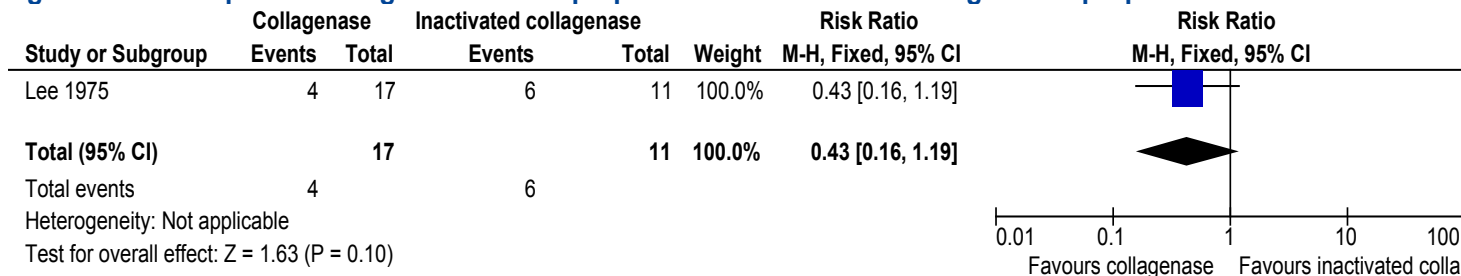 Collagenase Inactivated collagenase Risk Ratio Risk Ratio
Study or Subgroup Events Total Events Total Weight M-H, Fixed, 95% CI M-H, Fixed, 95% CI
Lee 1975 4 17 6 11 100.0% 0.43 [0.16, 1.19]
Total (95% CI) 17 11 100.0% 0.43 [0.16, 1.19]
Total events 4 6
Heterogeneity: Not applicable
Test for overall effect: Z = 1.63 (P = 0.10)
0.01 0.1 1 10 100
Favours collagenase Favours inactivated colla